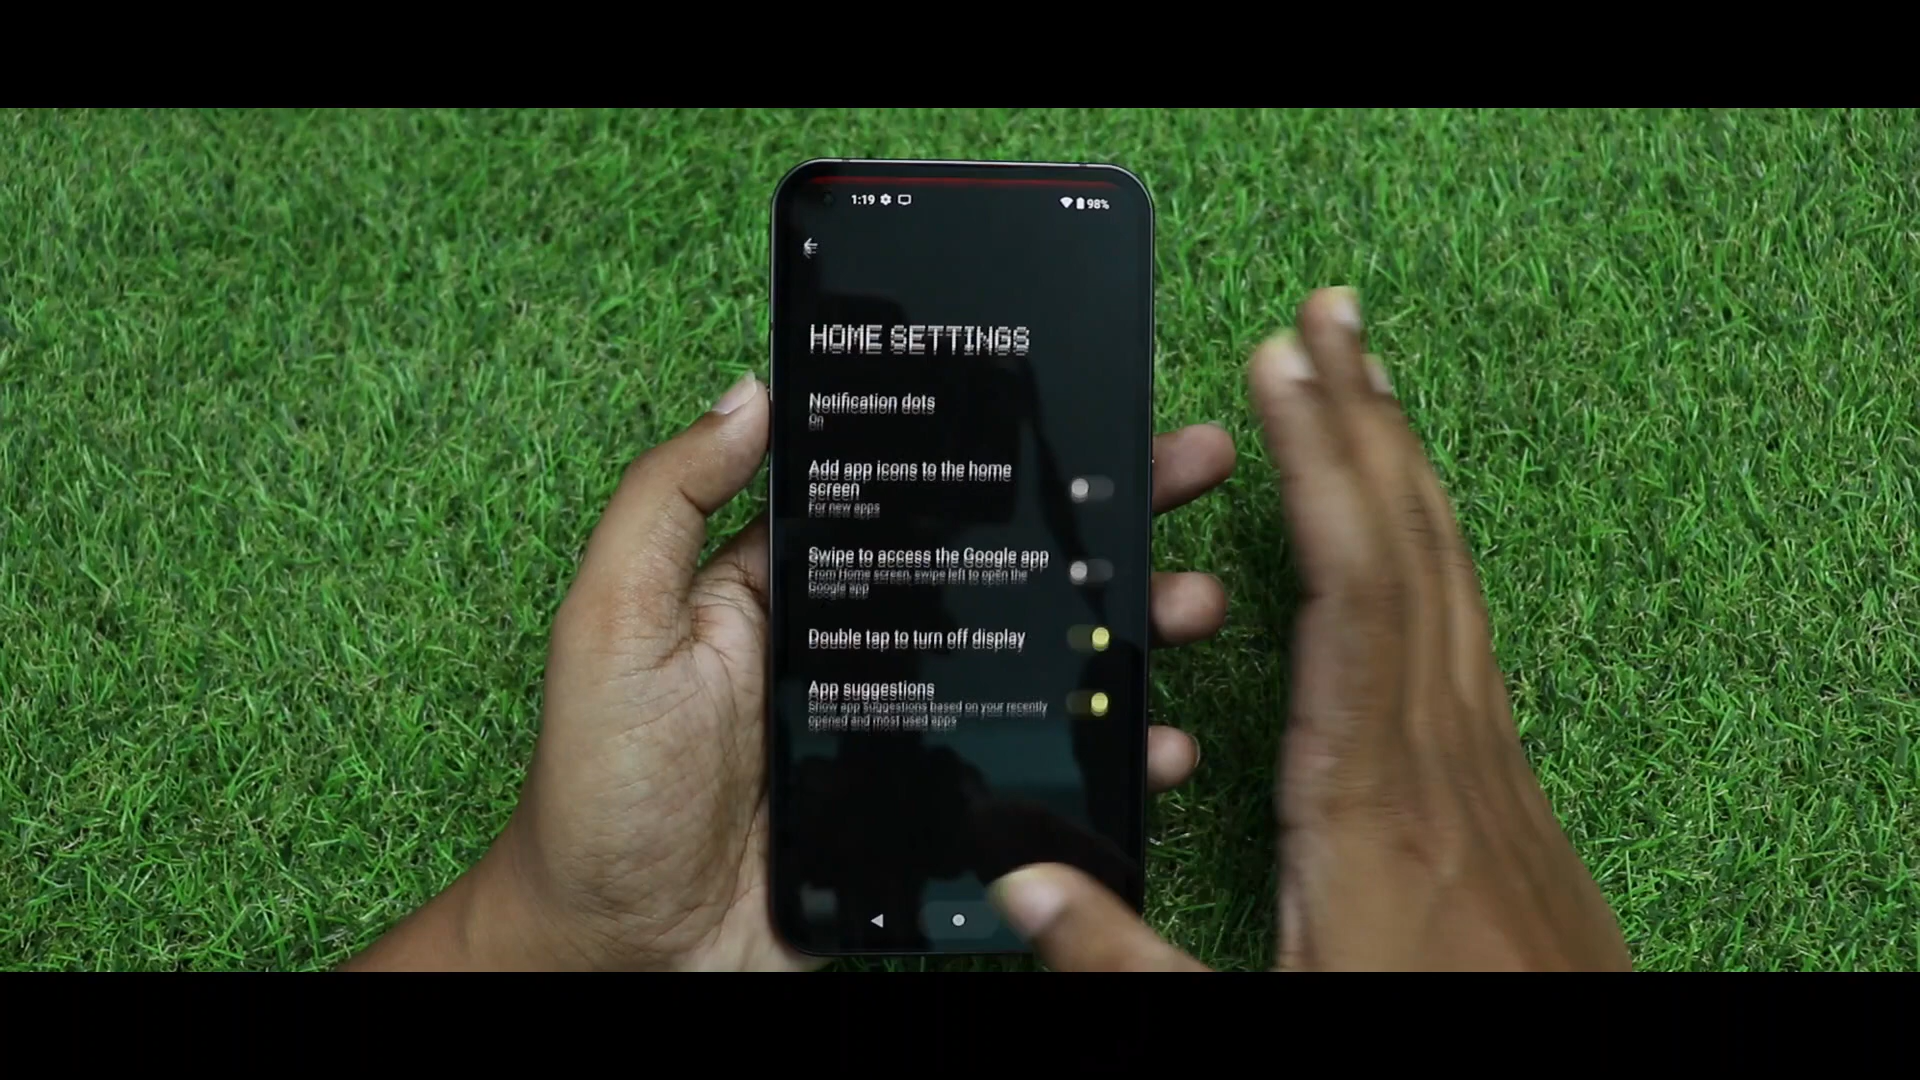 1:19
98%
HOME SETTINGS
Notification dots
On
Add app icons to the home
screen
For new apps
Swipe to access the Google app
From Home screen, swipe left to open the
Google app
Double tap to turn off display
App suggestions
Show app suggestions based on your recently
opened and most used apps